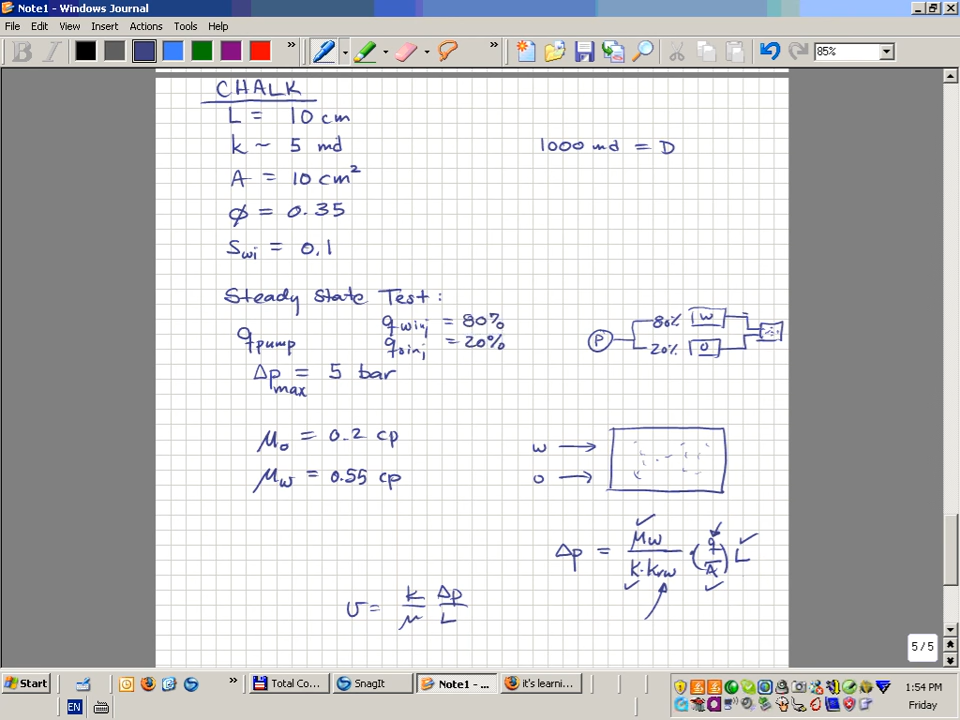 Note1 - Windows Journal
File Edit View Insert Actions Tools Help
B I 85%
CHALK
L = 10 cm
k ~ 5 md
1000 md = D
A = 10 cm²
φ = 0.35
Swi = 0.1
Steady State Test:
qpump
qwinj = 80%
qoinj = 20%
Δpmax = 5 bar
P
80% W
20% O
μo = 0.2 cp
μw = 0.55 cp
W →
O →
Δp = μw / k·krw · (q / A) L
v = k / μ Δp / L
5 / 5
Start
Total Co...
SnagIt
Note1 - ...
it's learni...
EN
1:54 PM
Friday